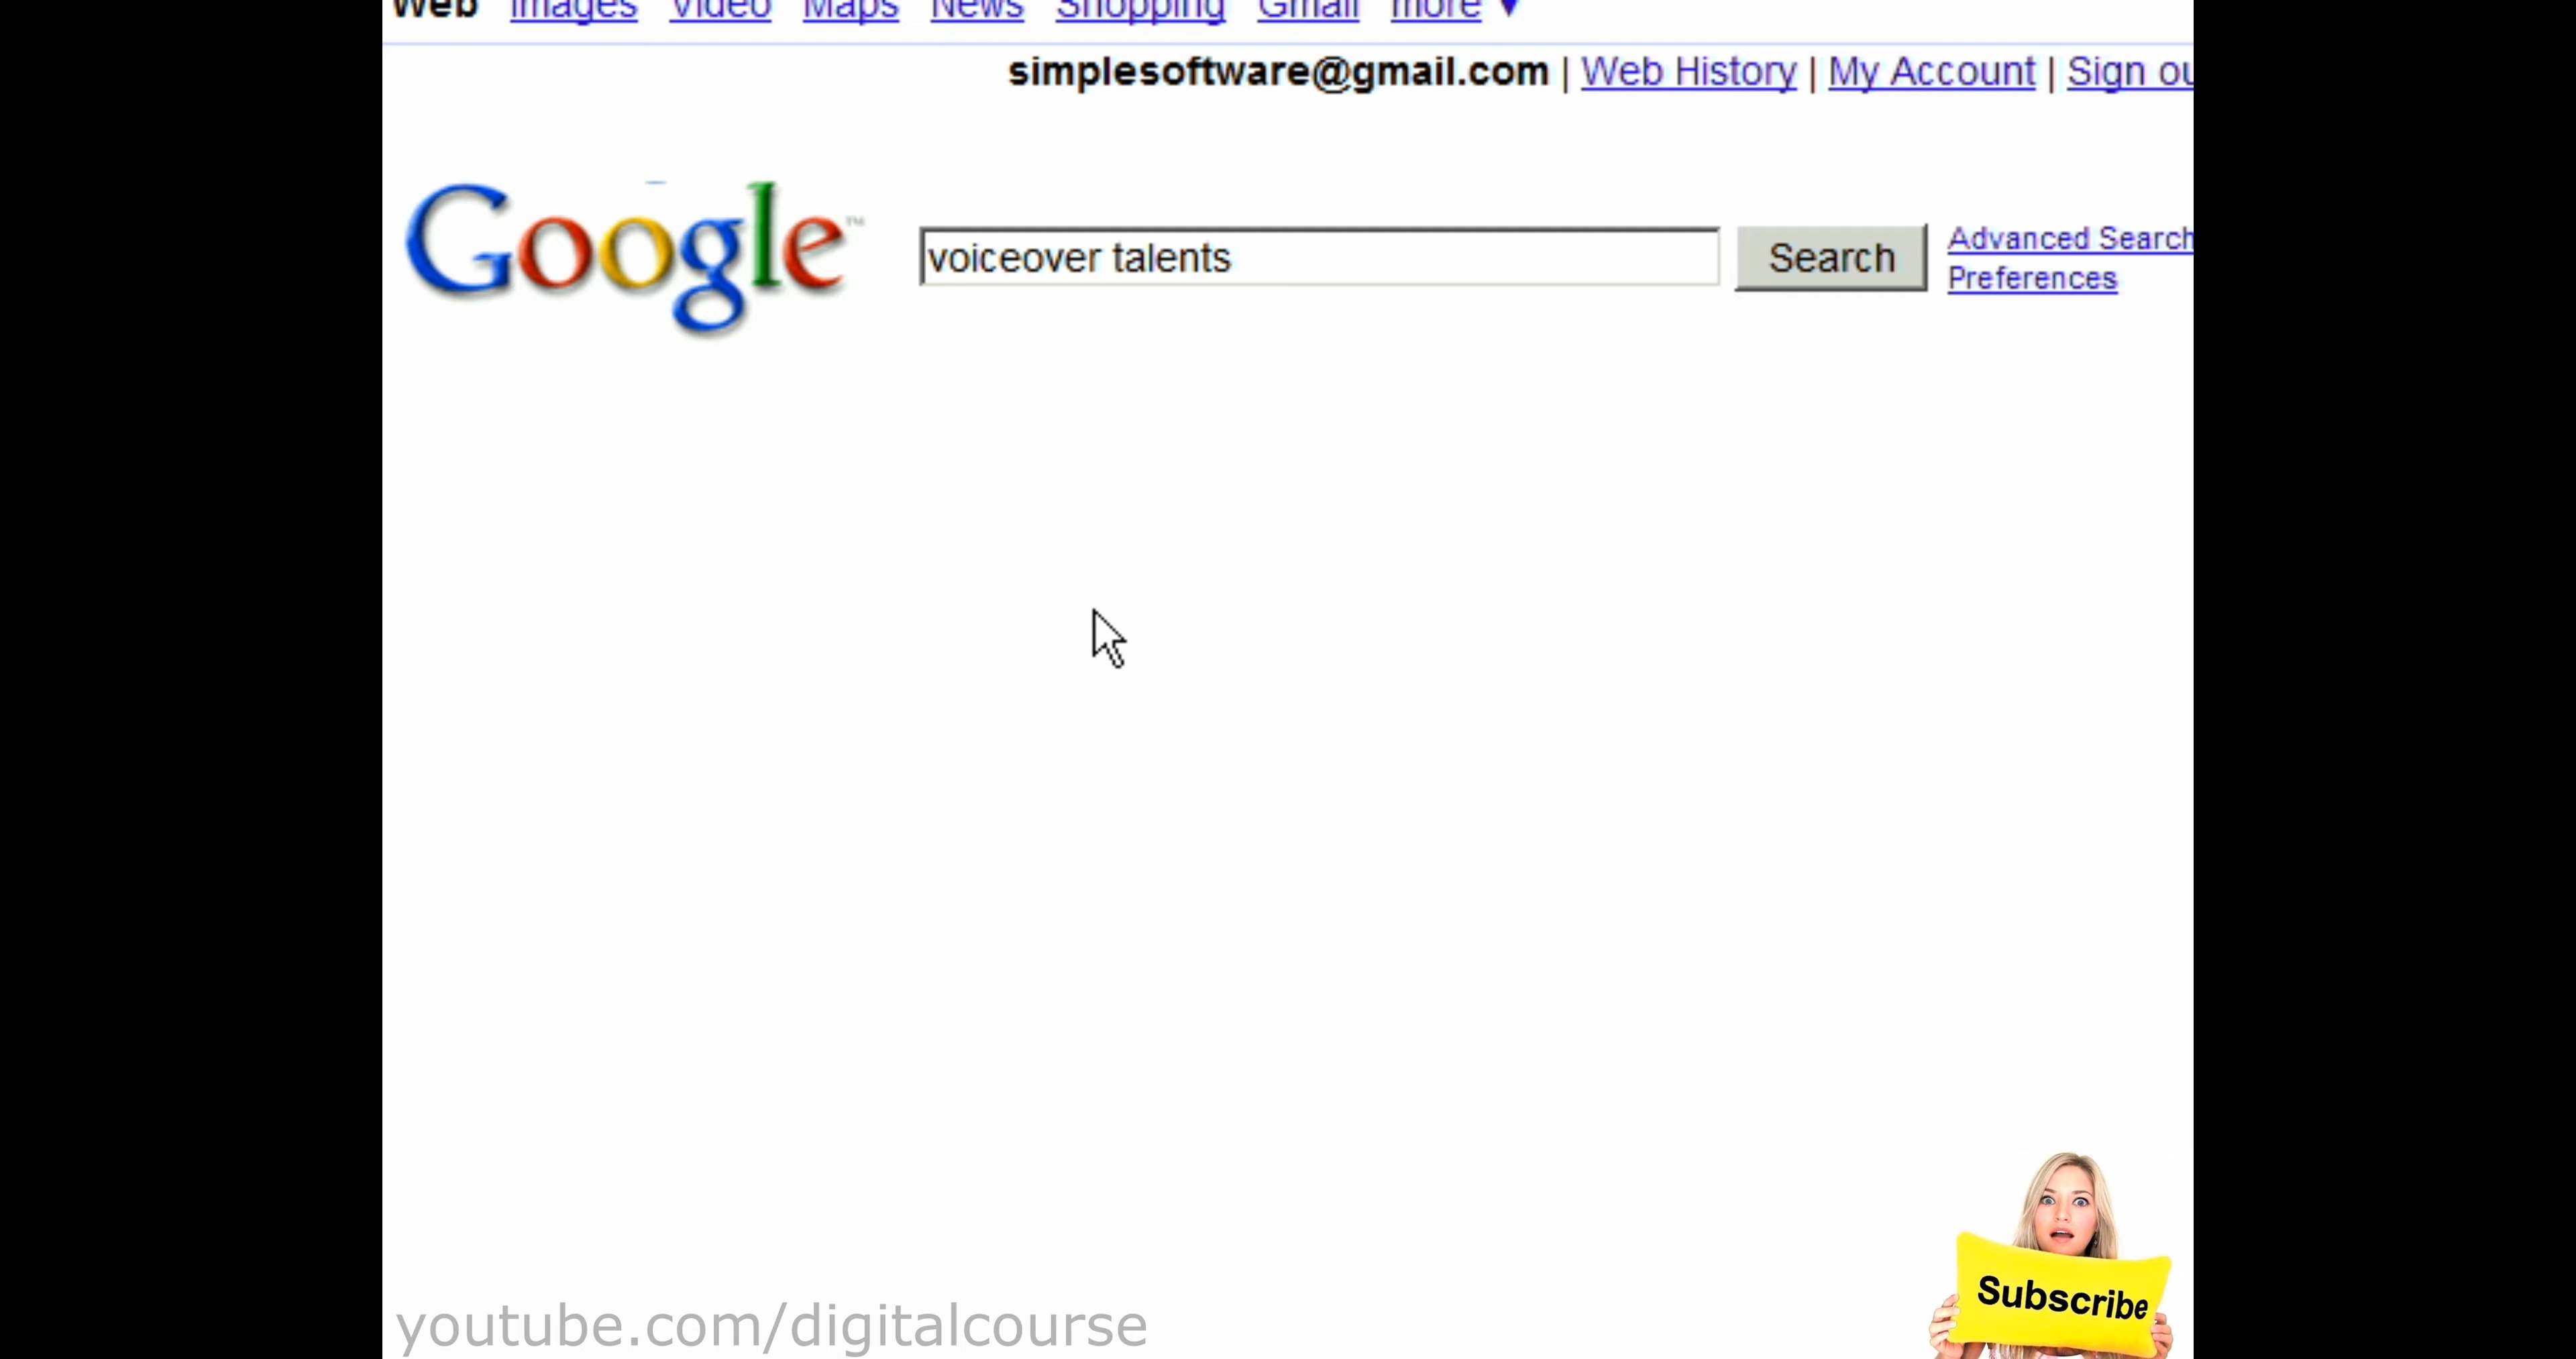 Web Images Video Maps News Shopping Gmail more ▼
simplesoftware@gmail.com | Web History | My Account | Sign ou
Google™ voiceover talents Search Advanced Search
Preferences
Subscribe
youtube.com/digitalcourse